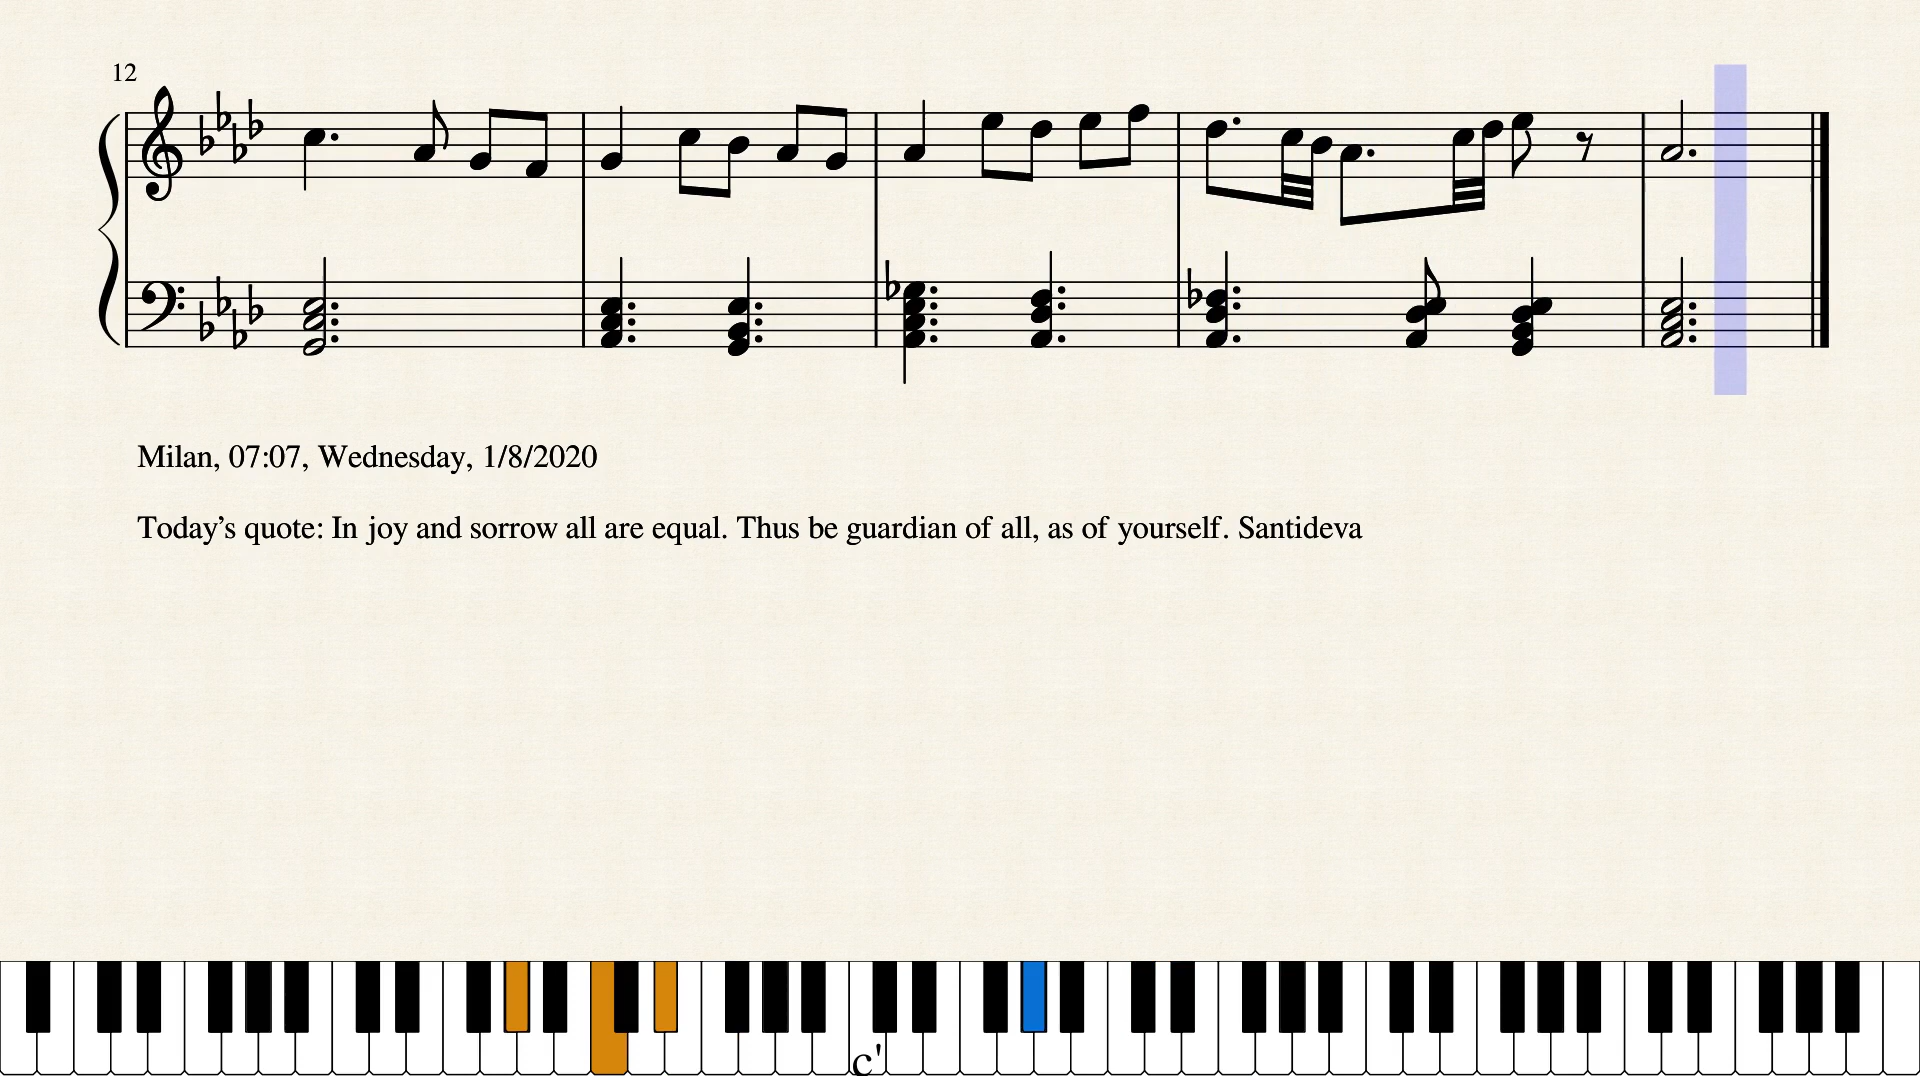 12
Milan, 07:07, Wednesday, 1/8/2020
Today’s quote: In joy and sorrow all are equal. Thus be guardian of all, as of yourself. Santideva
c'